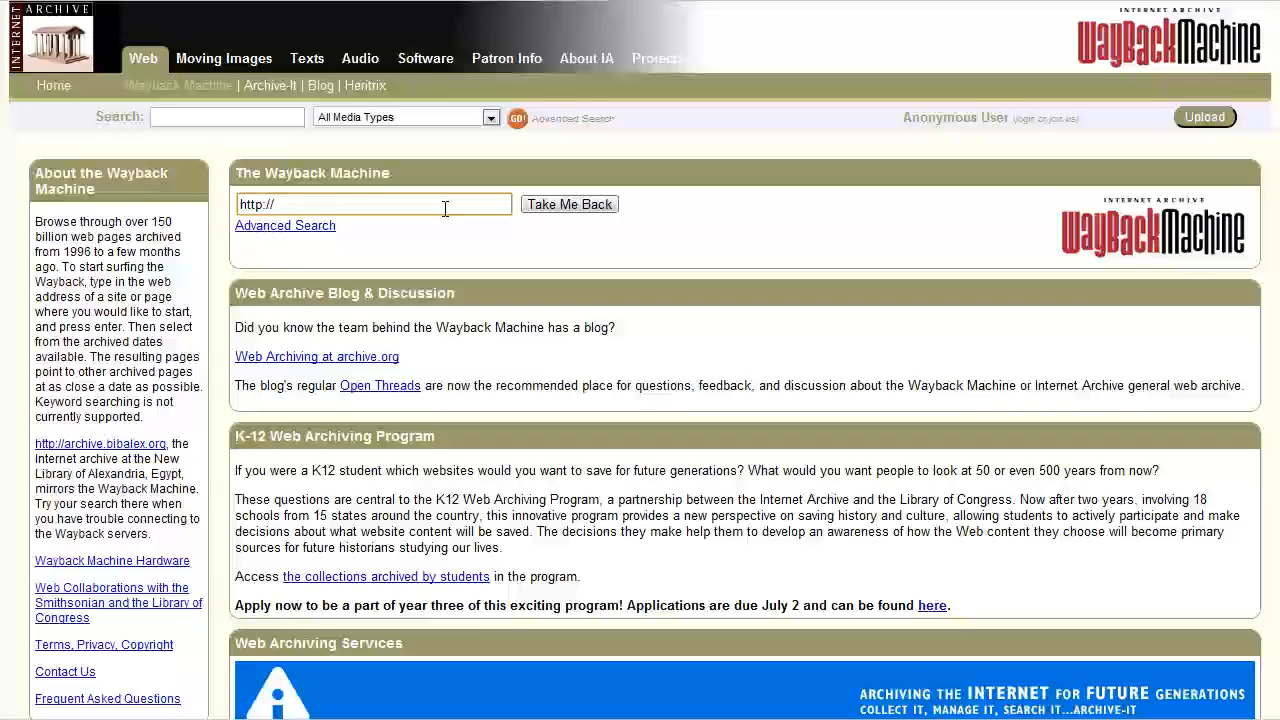 INTERNET ARCHIVE
INTERNET ARCHIVE
WayBackMachine
Web Moving Images Texts Audio Software Patron Info About IA Projects
Home Wayback Machine | Archive-It | Blog | Heritrix
Search: All Media Types GO! Advanced Search Anonymous User (login or join us) Upload
About the Wayback
Machine
Browse through over 150
billion web pages archived
from 1996 to a few months
ago. To start surfing the
Wayback, type in the web
address of a site or page
where you would like to start,
and press enter. Then select
from the archived dates
available. The resulting pages
point to other archived pages
at as close a date as possible.
Keyword searching is not
currently supported.
http://archive.bibalex.org, the
Internet archive at the New
Library of Alexandria, Egypt,
mirrors the Wayback Machine.
Try your search there when
you have trouble connecting to
the Wayback servers.
Wayback Machine Hardware
Web Collaborations with the
Smithsonian and the Library of
Congress
Terms, Privacy, Copyright
Contact Us
Frequent Asked Questions
The Wayback Machine
http:// Take Me Back
Advanced Search
INTERNET ARCHIVE
WayBackMachine
Web Archive Blog & Discussion
Did you know the team behind the Wayback Machine has a blog?
Web Archiving at archive.org
The blog's regular Open Threads are now the recommended place for questions, feedback, and discussion about the Wayback Machine or Internet Archive general web archive.
K-12 Web Archiving Program
If you were a K12 student which websites would you want to save for future generations? What would you want people to look at 50 or even 500 years from now?
These questions are central to the K12 Web Archiving Program, a partnership between the Internet Archive and the Library of Congress. Now after two years, involving 18
schools from 15 states around the country, this innovative program provides a new perspective on saving history and culture, allowing students to actively participate and make
decisions about what website content will be saved. The decisions they make help them to develop an awareness of how the Web content they choose will become primary
sources for future historians studying our lives.
Access the collections archived by students in the program.
Apply now to be a part of year three of this exciting program! Applications are due July 2 and can be found here.
Web Archiving Services
ARCHIVING THE INTERNET FOR FUTURE GENERATIONS
COLLECT IT, MANAGE IT, SEARCH IT...ARCHIVE-IT